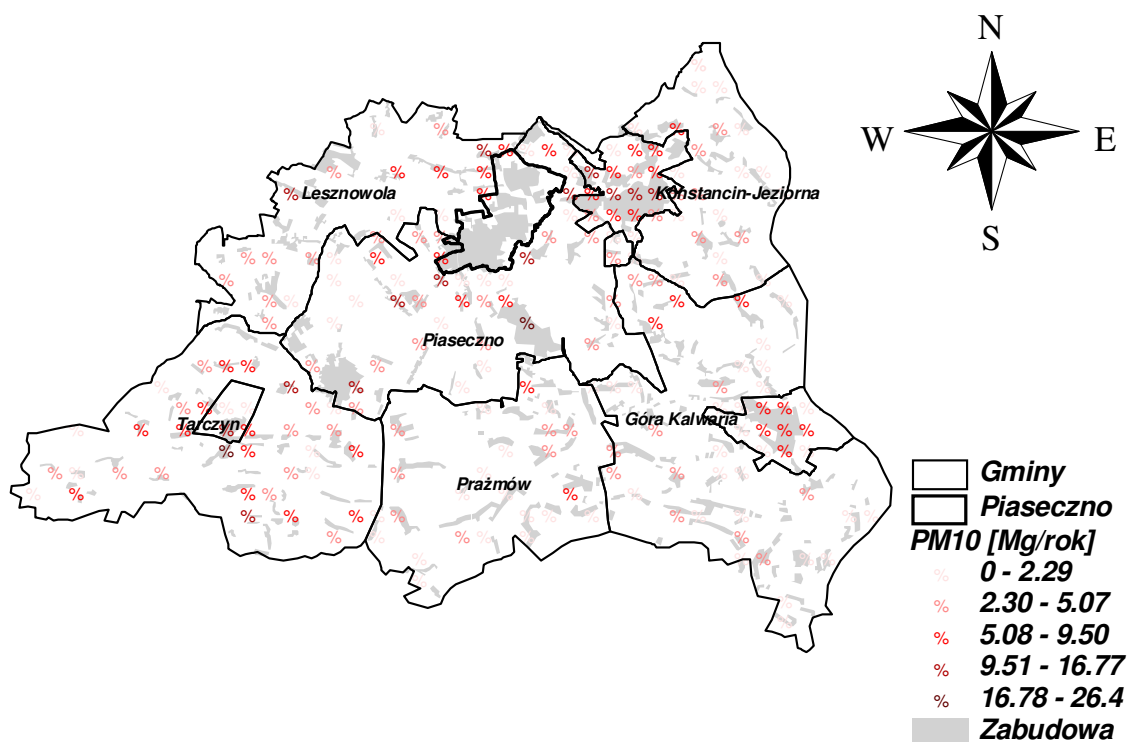 N
W E
S
Lesznowola
Konstancin-Jeziorna
Piaseczno
Tarczyn
Góra Kalwaria
Prażmów
Gminy
Piaseczno
PM10 [Mg/rok]
% 0 - 2.29
% 2.30 - 5.07
% 5.08 - 9.50
% 9.51 - 16.77
% 16.78 - 26.4
Zabudowa